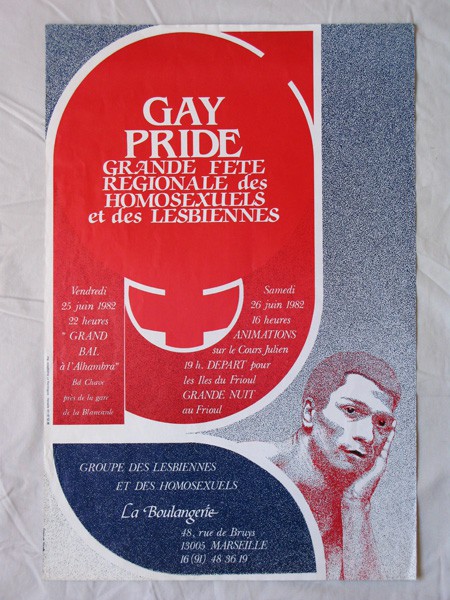 GAY
PRIDE
GRANDE FETE
REGIONALE des
HOMOSEXUELS
et des LESBIENNES
Vendredi
25 juin 1982
22 heures
" GRAND
BAL
à l'Alhambra"
Bd Clovis
près de la gare
de la Blancarde
Samedi
26 juin 1982
16 heures
ANIMATIONS
sur le Cours Julien
19 h. DEPART pour
les Iles du Frioul
GRANDE NUIT
au Frioul
GROUPE DES LESBIENNES
ET DES HOMOSEXUELS
La Boulangerie
48, rue de Bruys
13005 MARSEILLE
16 (91) 48 36 19